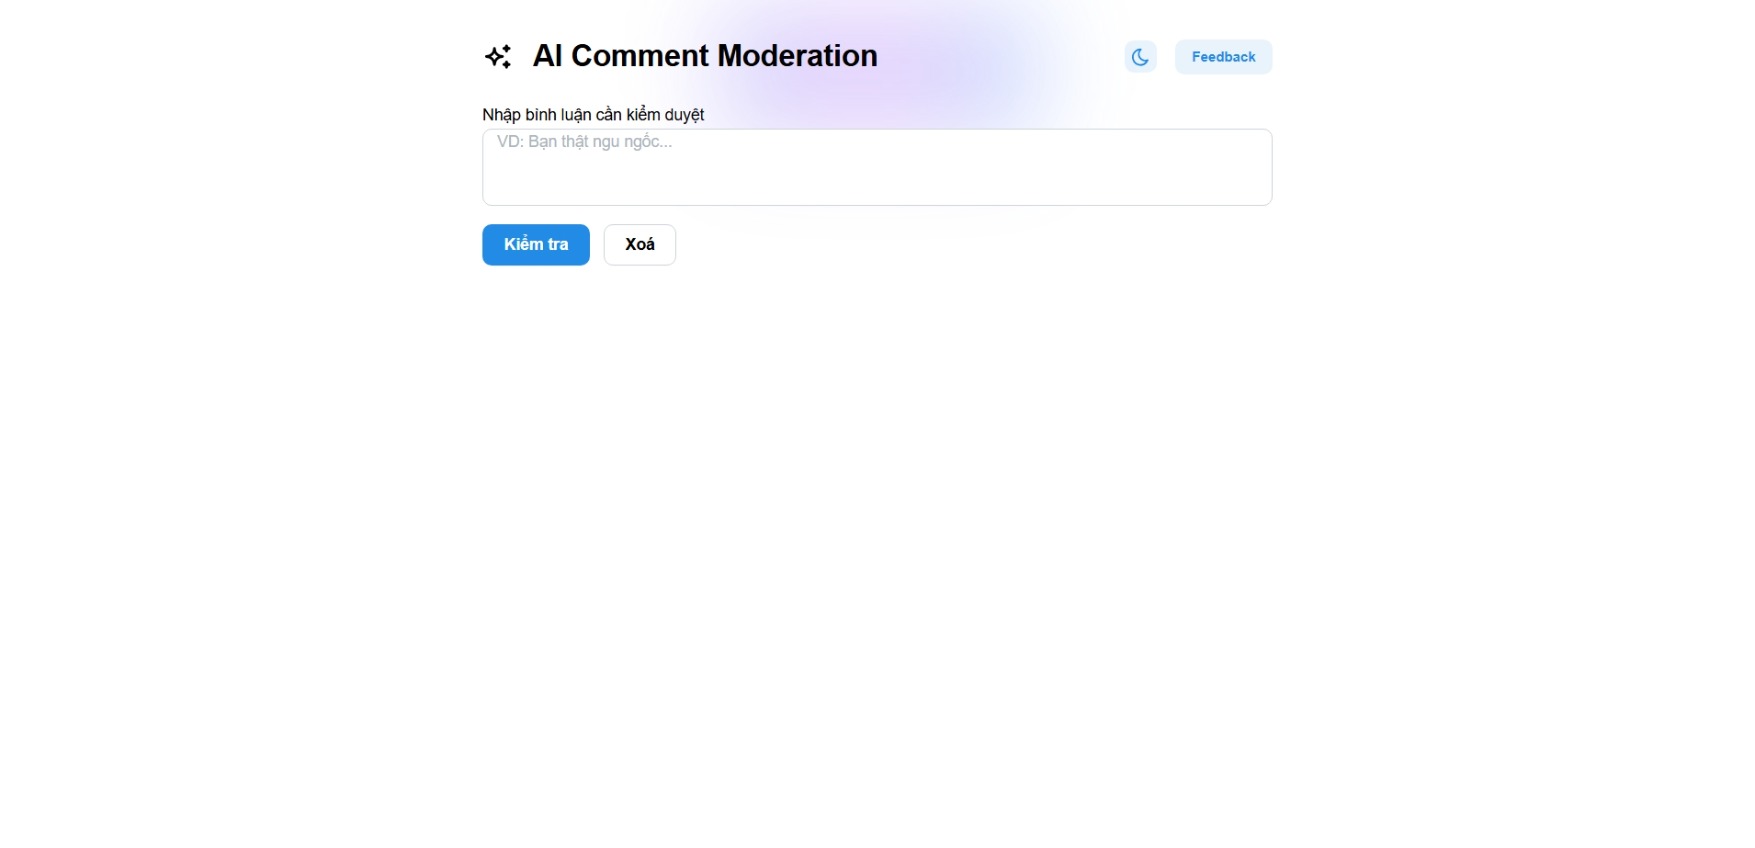 AI Comment Moderation
Feedback
Nhập bình luận cần kiểm duyệt
VD: Bạn thật ngu ngốc...
Kiểm tra
Xoá